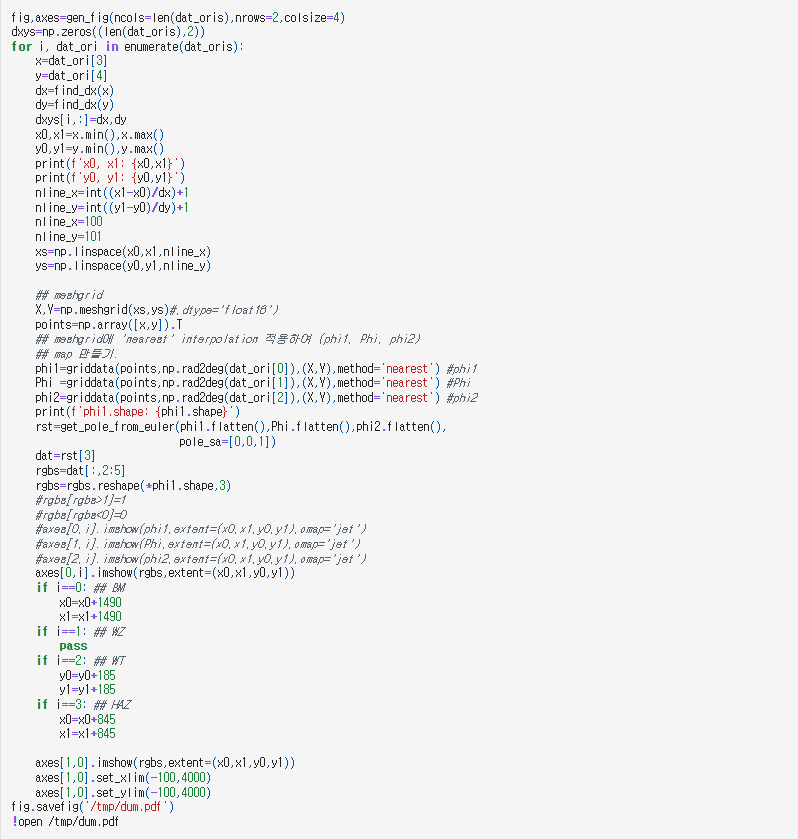 fig,axes=gen_fig(ncols=len(dat_oris),nrows=2,colsize=4)
dxys=np.zeros((len(dat_oris),2))
for i, dat_ori in enumerate(dat_oris):
    x=dat_ori[3]
    y=dat_ori[4]
    dx=find_dx(x)
    dy=find_dx(y)
    dxys[i,:]=dx,dy
    x0,x1=x.min(),x.max()
    y0,y1=y.min(),y.max()
    print(f'x0, x1: {x0,x1}')
    print(f'y0, y1: {y0,y1}')
    nline_x=int((x1-x0)/dx)+1
    nline_y=int((y1-y0)/dy)+1
    nline_x=100
    nline_y=101
    xs=np.linspace(x0,x1,nline_x)
    ys=np.linspace(y0,y1,nline_y)

    ## meshgrid
    X,Y=np.meshgrid(xs,ys)#,dtype='float16')
    points=np.array([x,y]).T
    ## meshgrid에 'nearest' interpolation 적용하여 (phi1, Phi, phi2)
    ## map 만들기.
    phi1=griddata(points,np.rad2deg(dat_ori[0]),(X,Y),method='nearest') #phi1
    Phi =griddata(points,np.rad2deg(dat_ori[1]),(X,Y),method='nearest') #Phi
    phi2=griddata(points,np.rad2deg(dat_ori[2]),(X,Y),method='nearest') #phi2
    print(f'phi1.shape: {phi1.shape}')
    rst=get_pole_from_euler(phi1.flatten(),Phi.flatten(),phi2.flatten(),
                            pole_sa=[0,0,1])
    dat=rst[3]
    rgbs=dat[:,2:5]
    rgbs=rgbs.reshape(*phi1.shape,3)
    #rgbs[rgbs>1]=1
    #rgbs[rgbs<0]=0
    #axes[0,i].imshow(phi1,extent=(x0,x1,y0,y1),cmap='jet')
    #axes[1,i].imshow(Phi,extent=(x0,x1,y0,y1),cmap='jet')
    #axes[2,i].imshow(phi2,extent=(x0,x1,y0,y1),cmap='jet')
    axes[0,i].imshow(rgbs,extent=(x0,x1,y0,y1))
    if i==0: ## BM
        x0=x0+1490
        x1=x1+1490
    if i==1: ## WZ
        pass
    if i==2: ## WT
        y0=y0+185
        y1=y1+185
    if i==3: ## HAZ
        x0=x0+845
        x1=x1+845

    axes[1,0].imshow(rgbs,extent=(x0,x1,y0,y1))
    axes[1,0].set_xlim(-100,4000)
    axes[1,0].set_ylim(-100,4000)
fig.savefig('/tmp/dum.pdf')
!open /tmp/dum.pdf